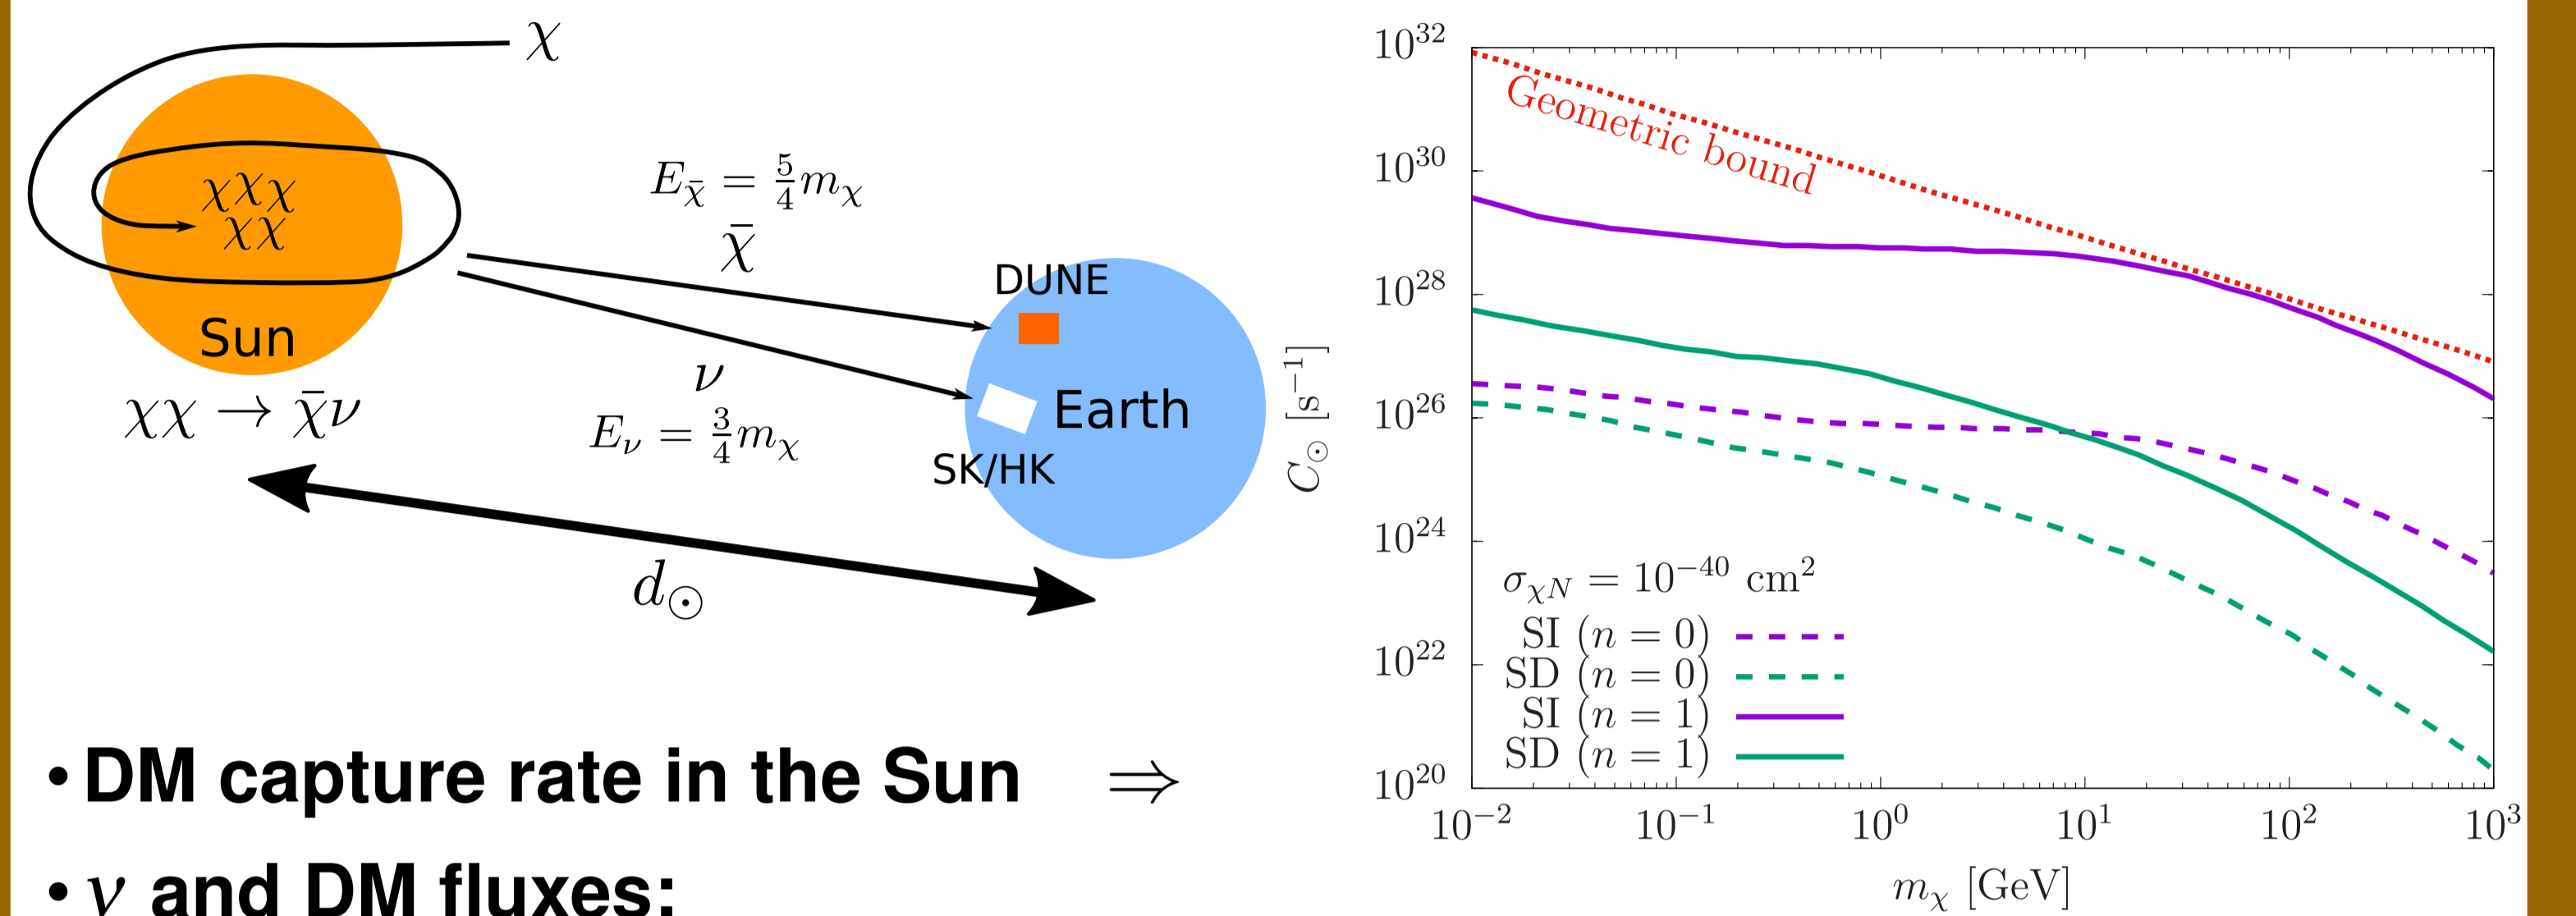 χ
χχχ
χχ
Sun
χχ → χ̄ν
E_χ̄ = 5/4 m_χ
χ̄
ν
E_ν = 3/4 m_χ
DUNE
Earth
SK/HK
d_⊙
• DM capture rate in the Sun ⇒
• ν and DM fluxes:
10^32
10^30
10^28
10^26
10^24
10^22
10^20
C_⊙ [s^−1]
Geometric bound
σ_χN = 10^−40 cm^2
SI (n = 0)
SD (n = 0)
SI (n = 1)
SD (n = 1)
10^−2 10^−1 10^0 10^1 10^2 10^3
m_χ [GeV]